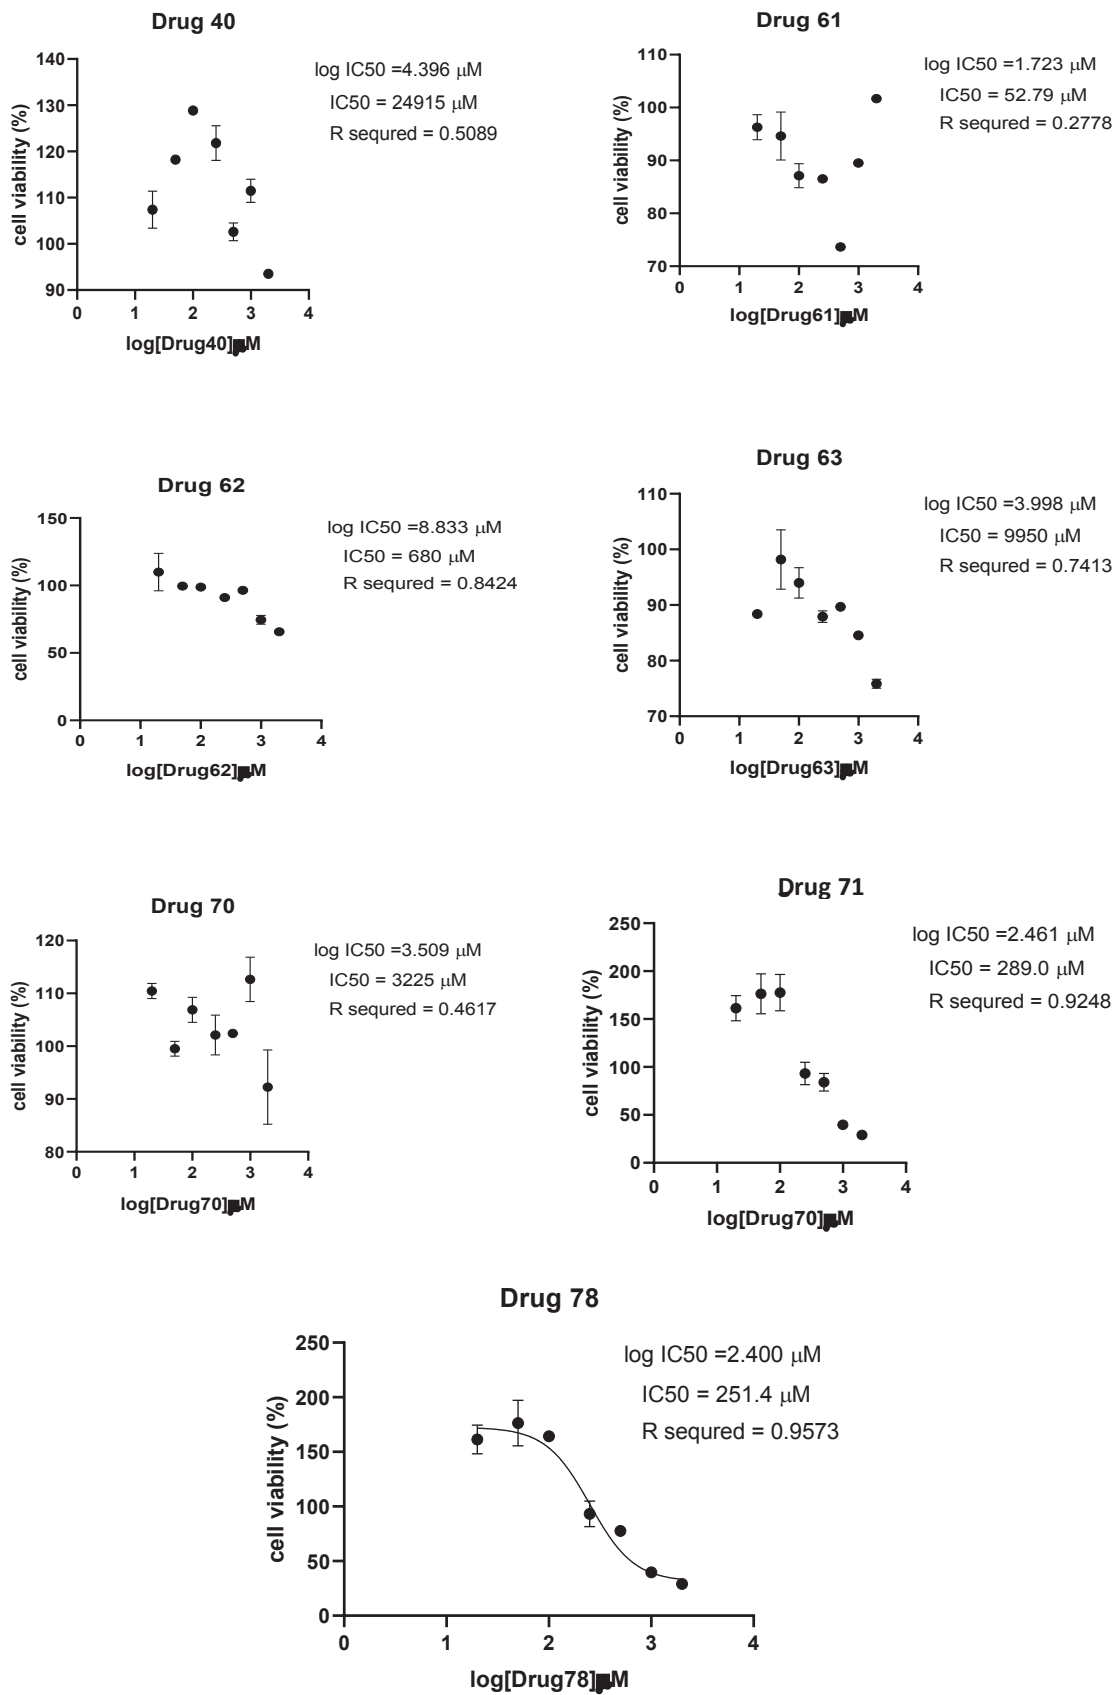 Drug 40
log IC50 =4.396 μM
IC50 = 24915 μM
R sequred = 0.5089
cell viability (%)
140
130
120
110
100
90
0 1 2 3 4
log[Drug40]μM
Drug 61
log IC50 =1.723 μM
IC50 = 52.79 μM
R sequred = 0.2778
cell viability (%)
110
100
90
80
70
0 1 2 3 4
log[Drug61]μM
Drug 62
log IC50 =8.833 μM
IC50 = 680 μM
R sequred = 0.8424
cell viability (%)
150
100
50
0
0 1 2 3 4
log[Drug62]μM
Drug 63
log IC50 =3.998 μM
IC50 = 9950 μM
R sequred = 0.7413
cell viability (%)
110
100
90
80
70
0 1 2 3 4
log[Drug63]μM
Drug 70
log IC50 =3.509 μM
IC50 = 3225 μM
R sequred = 0.4617
cell viability (%)
120
110
100
90
80
0 1 2 3 4
log[Drug70]μM
Drug 71
log IC50 =2.461 μM
IC50 = 289.0 μM
R sequred = 0.9248
cell viability (%)
250
200
150
100
50
0
0 1 2 3 4
log[Drug70]μM
Drug 78
log IC50 =2.400 μM
IC50 = 251.4 μM
R sequred = 0.9573
cell viability (%)
250
200
150
100
50
0
0 1 2 3 4
log[Drug78]μM